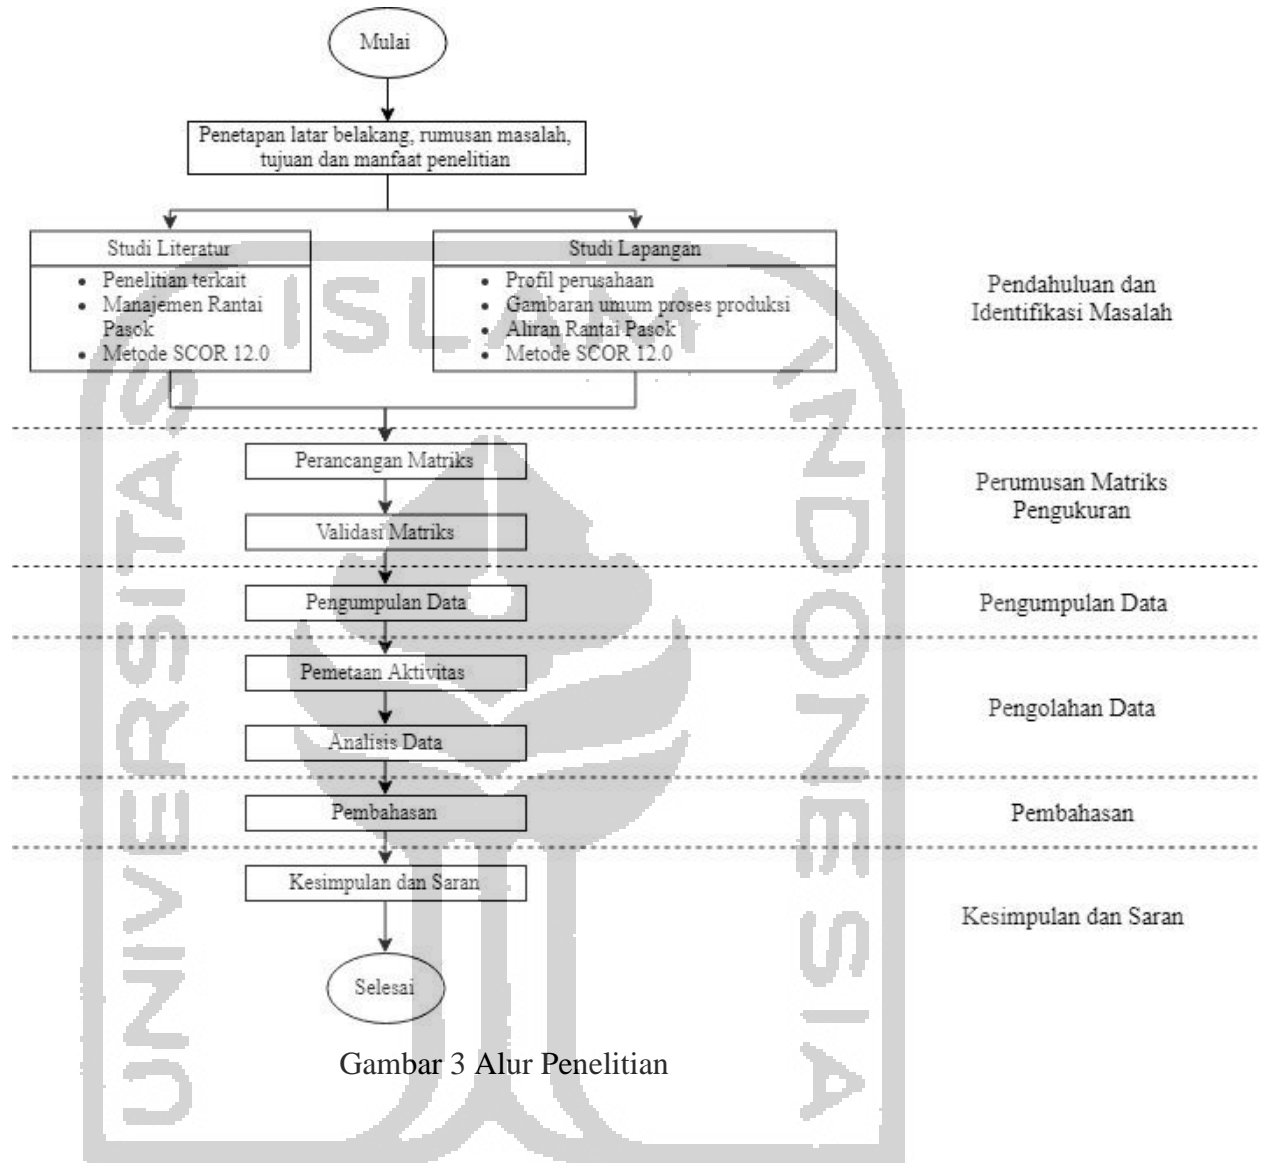 Mulai
Penetapan latar belakang, rumusan masalah,
tujuan dan manfaat penelitian
Studi Literatur
• Penelitian terkait
• Manajemen Rantai
Pasok
• Metode SCOR 12.0
Studi Lapangan
• Profil perusahaan
• Gambaran umum proses produksi
• Aliran Rantai Pasok
• Metode SCOR 12.0
Pendahuluan dan
Identifikasi Masalah
Perancangan Matriks
Validasi Matriks
Perumusan Matriks
Pengukuran
Pengumpulan Data
Pengumpulan Data
Pemetaan Aktivitas
Analisis Data
Pengolahan Data
Pembahasan
Pembahasan
Kesimpulan dan Saran
Kesimpulan dan Saran
Selesai
Gambar 3 Alur Penelitian
UNIVERSITAS
ISLAM
INDONESIA